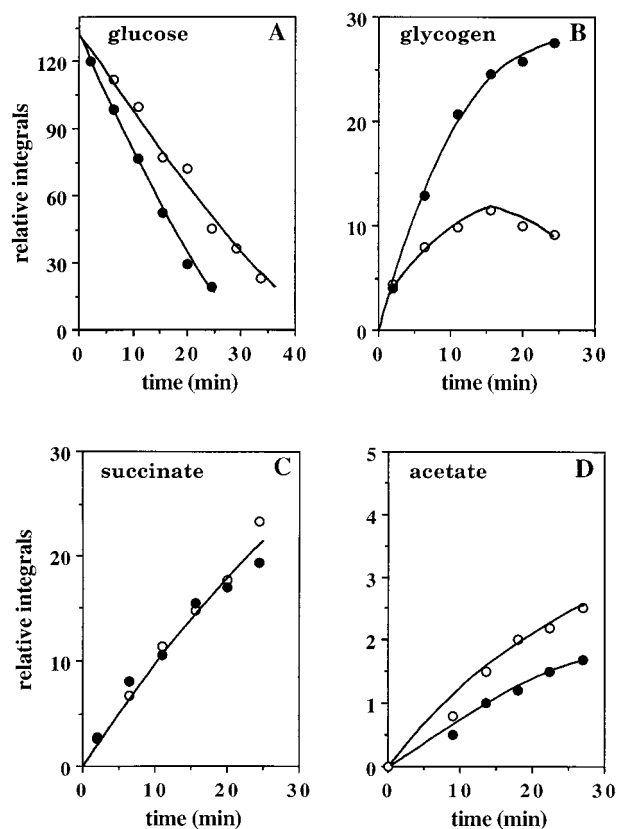 glucose A
130
90
60
30
0
0 10 20 30 40
time (min)
relative integrals
glycogen B
30
20
10
0
0 10 20 30
time (min)
succinate C
30
20
10
0
0 10 20 30
time (min)
relative integrals
acetate D
5
4
3
2
1
0
0 10 20 30
time (min)